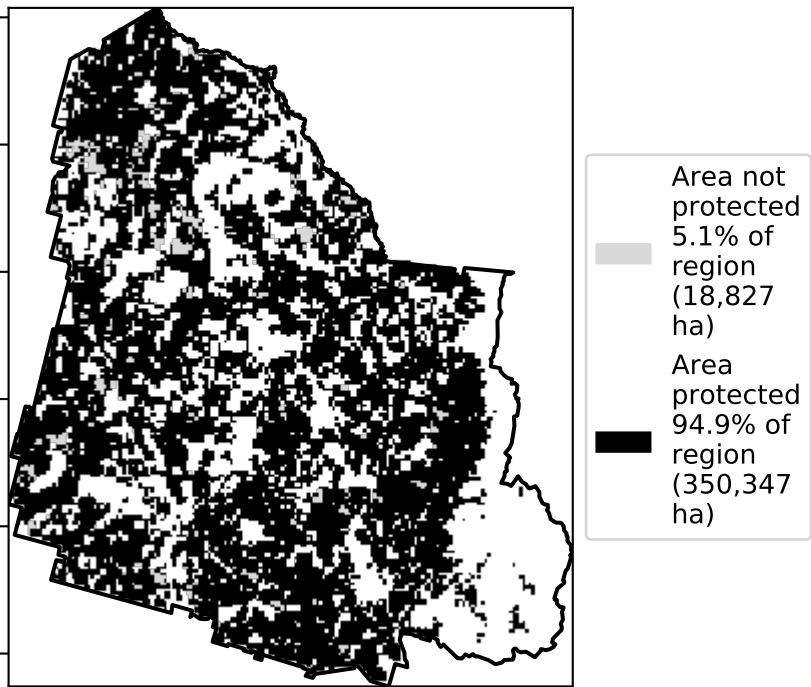 Area not
protected
5.1% of
region
(18,827
ha)
Area
protected
94.9% of
region
(350,347
ha)